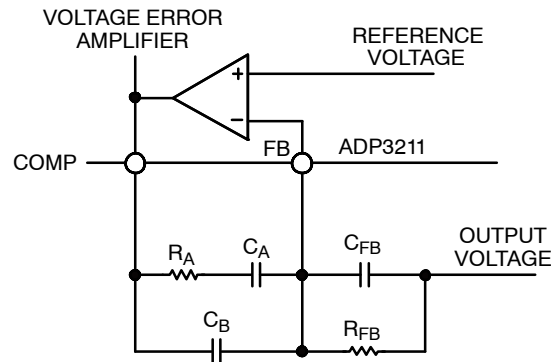 VOLTAGE ERROR
AMPLIFIER
REFERENCE
VOLTAGE
+
−
COMP
FB
ADP3211
RA
CA
CFB
OUTPUT
VOLTAGE
CB
RFB